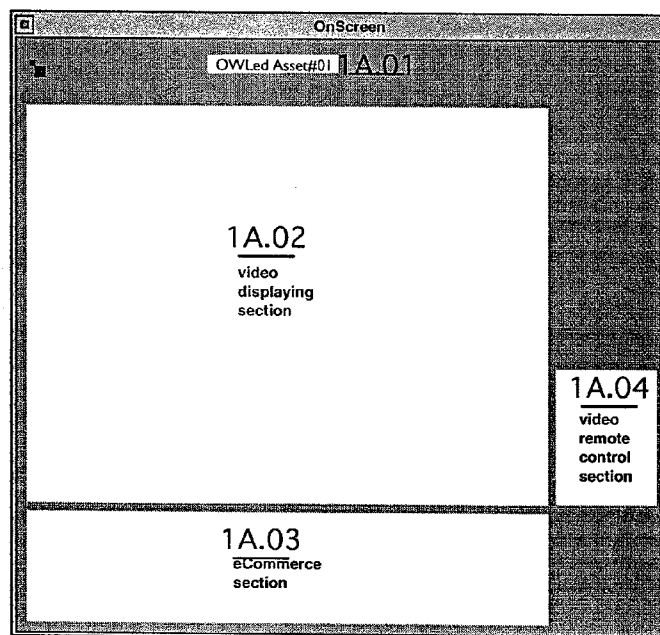 OnScreen
OWLed Asset#01 1A.01
1A.02
video
displaying
section
1A.04
video
remote
control
section
1A.03
eCommerce
section